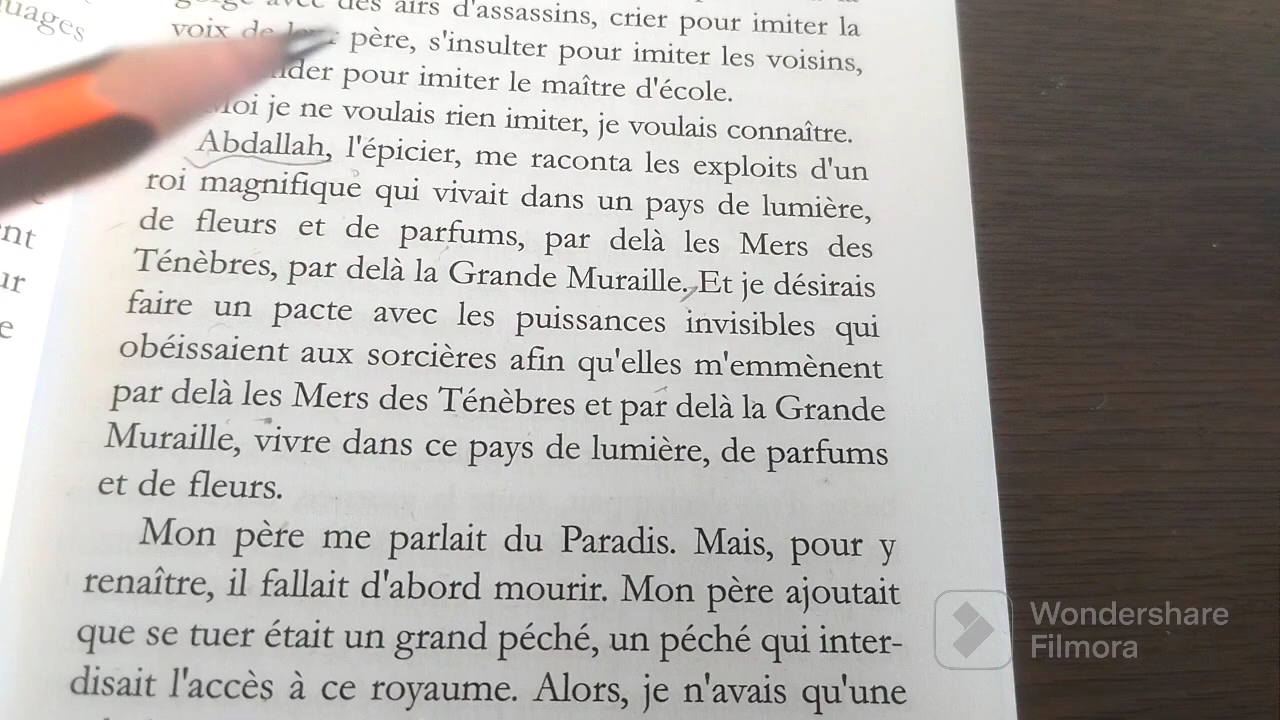 uages
avec des airs d'assassins, crier pour imiter la
voix de père, s'insulter pour imiter les voisins,
pour imiter le maître d'école.
Moi je ne voulais rien imiter, je voulais connaître.
Abdallah, l'épicier, me raconta les exploits d'un
roi magnifique qui vivait dans un pays de lumière,
de fleurs et de parfums, par delà les Mers des
Ténèbres, par delà la Grande Muraille. Et je désirais
faire un pacte avec les puissances invisibles qui
obéissaient aux sorcières afin qu'elles m'emmènent
par delà les Mers des Ténèbres et par delà la Grande
Muraille, vivre dans ce pays de lumière, de parfums
et de fleurs.
Mon père me parlait du Paradis. Mais, pour y
renaître, il fallait d'abord mourir. Mon père ajoutait
que se tuer était un grand péché, un péché qui inter-
disait l'accès à ce royaume. Alors, je n'avais qu'une
nt
ur
e
Wondershare
Filmora